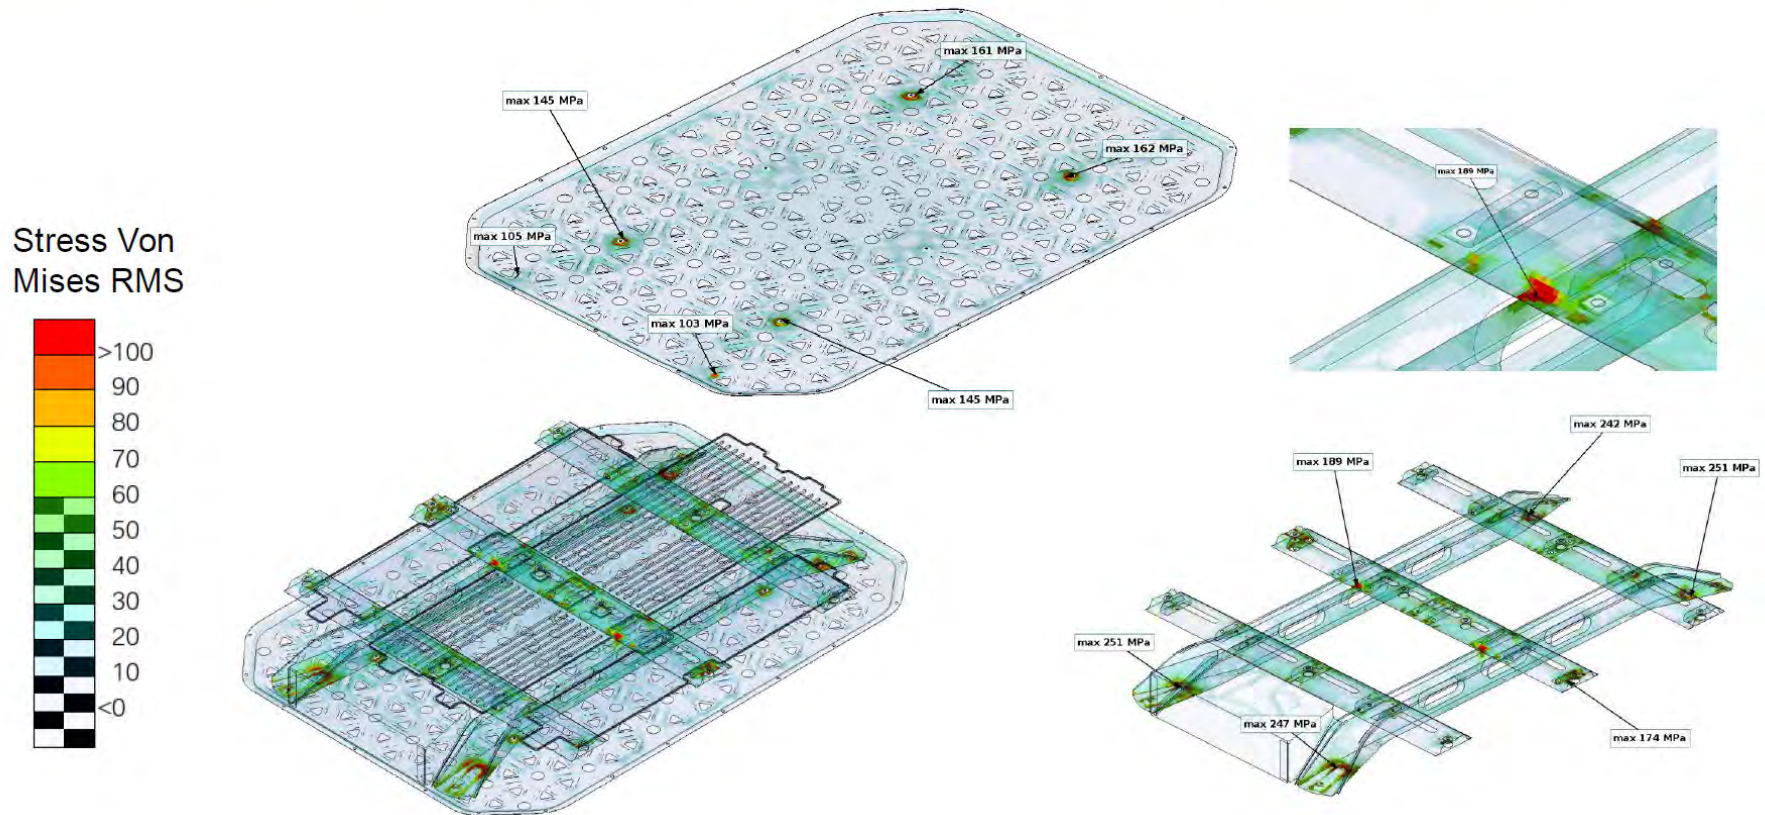 Stress Von
Mises RMS
>100
90
80
70
60
50
40
30
20
10
<0
max 161 MPa
max 145 MPa
max 162 MPa
max 105 MPa
max 103 MPa
max 145 MPa
max 189 MPa
max 242 MPa
max 189 MPa
max 251 MPa
max 251 MPa
max 247 MPa
max 174 MPa